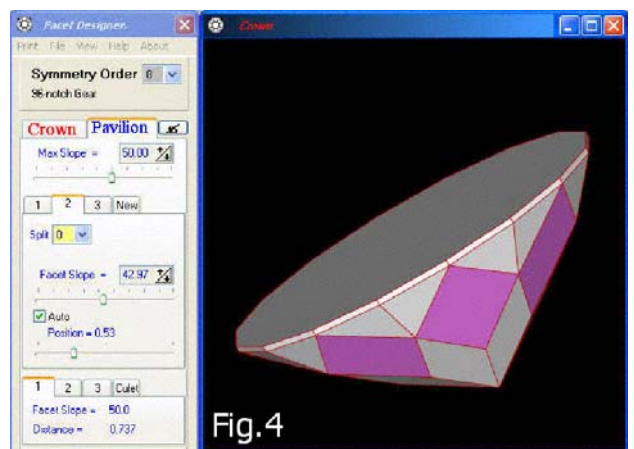 Facet Designer.
Print File View Help About
Symmetry Order 8
96-notch Gear
Crown Pavilion
Max Slope = 50.00
1 2 3 New
Split 0
Facet Slope = 42.97
Auto
Position = 0.53
1 2 3 Culet
Facet Slope = 50.0
Distance = 0.737
Crown
Fig.4